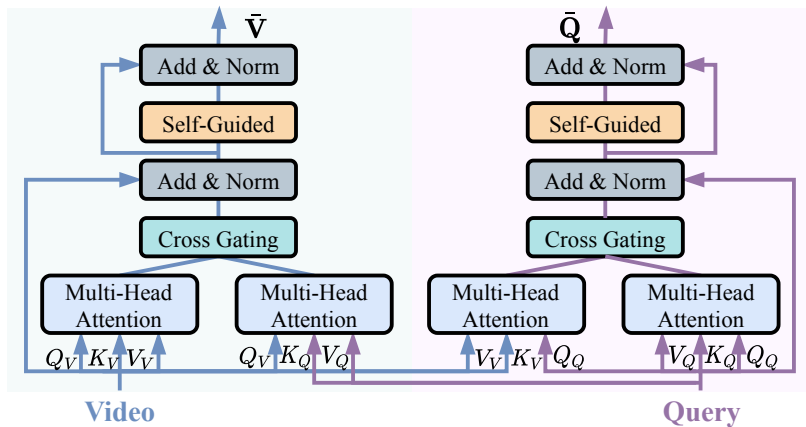 V̄ Q̄
Add & Norm Add & Norm
Self-Guided Self-Guided
Add & Norm Add & Norm
Cross Gating Cross Gating
Multi-Head Attention Multi-Head Attention Multi-Head Attention Multi-Head Attention
Q_V K_V V_V Q_V K_Q V_Q V_V K_V Q_Q V_Q K_Q Q_Q
Video Query